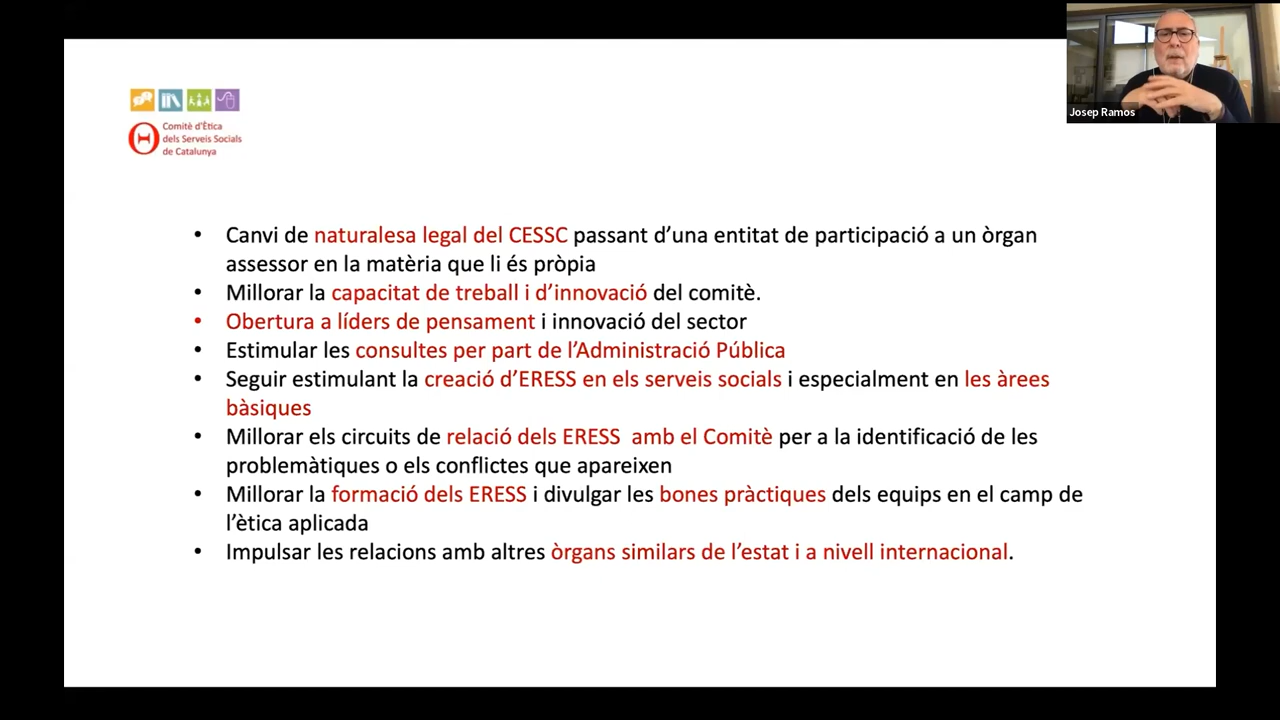 Josep Ramos
Comitè d'Ètica
dels Serveis Socials
de Catalunya
• Canvi de naturalesa legal del CESSC passant d'una entitat de participació a un òrgan
assessor en la matèria que li és pròpia
• Millorar la capacitat de treball i d'innovació del comitè.
• Obertura a líders de pensament i innovació del sector
• Estimular les consultes per part de l'Administració Pública
• Seguir estimulant la creació d'ERESS en els serveis socials i especialment en les àrees
bàsiques
• Millorar els circuits de relació dels ERESS  amb el Comitè per a la identificació de les
problemàtiques o els conflictes que apareixen
• Millorar la formació dels ERESS i divulgar les bones pràctiques dels equips en el camp de
l'ètica aplicada
• Impulsar les relacions amb altres òrgans similars de l'estat i a nivell internacional.